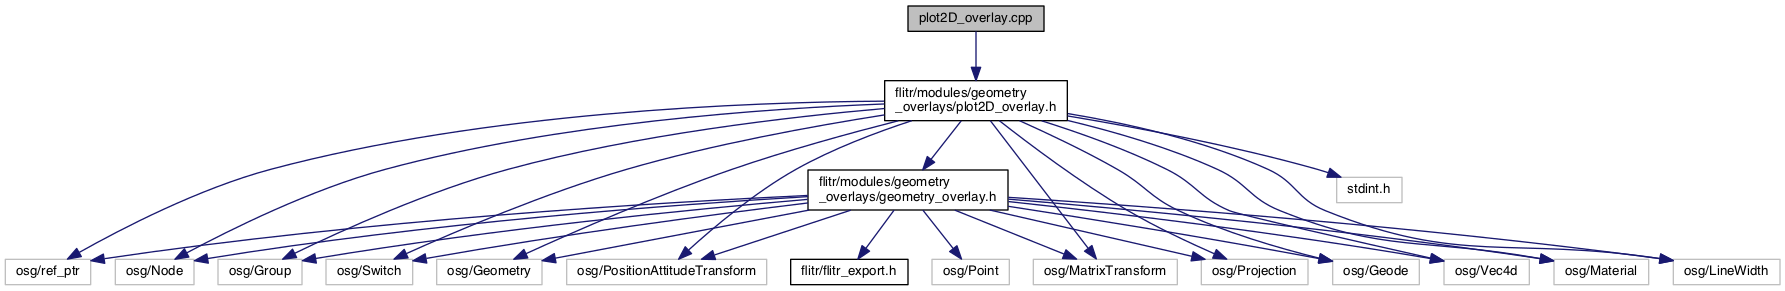 plot2D_overlay.cpp
flitr/modules/geometry
_overlays/plot2D_overlay.h
flitr/modules/geometry
_overlays/geometry_overlay.h
stdint.h
osg/ref_ptr
osg/Node
osg/Group
osg/Switch
osg/Geometry
osg/PositionAttitudeTransform
flitr/flitr_export.h
osg/Point
osg/MatrixTransform
osg/Projection
osg/Geode
osg/Vec4d
osg/Material
osg/LineWidth